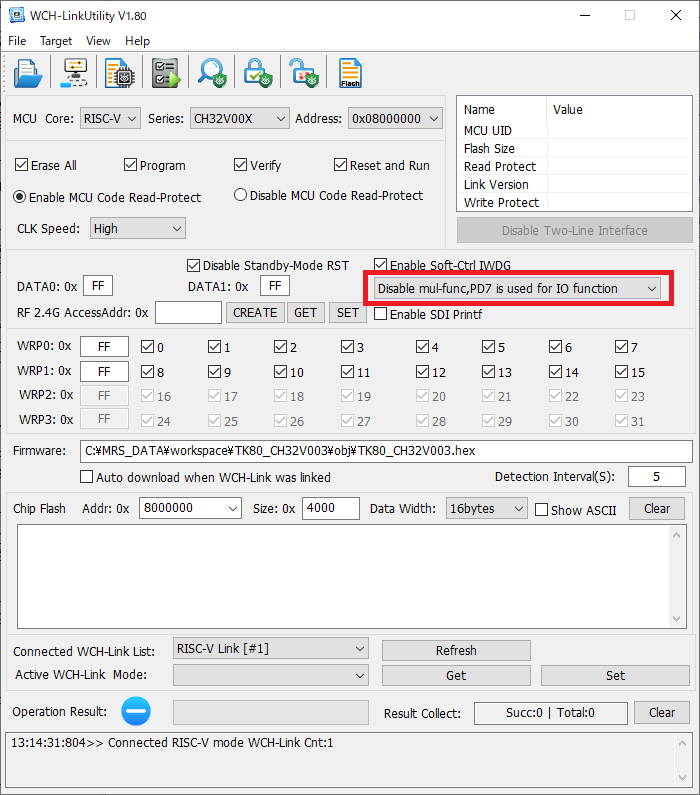 WCH-LinkUtility V1.80
File Target View Help
Flash
MCU Core: RISC-V Series: CH32V00X Address: 0x08000000
Name Value
MCU UID
Flash Size
Read Protect
Link Version
Write Protect
Erase All Program Verify Reset and Run
Enable MCU Code Read-Protect Disable MCU Code Read-Protect
CLK Speed: High
Disable Two-Line Interface
Disable Standby-Mode RST Enable Soft-Ctrl IWDG
DATA0: 0x FF DATA1: 0x FF Disable mul-func,PD7 is used for IO function
RF 2.4G AccessAddr: 0x CREATE GET SET Enable SDI Printf
WRP0: 0x FF 0 1 2 3 4 5 6 7
WRP1: 0x FF 8 9 10 11 12 13 14 15
WRP2: 0x FF 16 17 18 19 20 21 22 23
WRP3: 0x FF 24 25 26 27 28 29 30 31
Firmware: C:¥MRS_DATA¥workspace¥TK80_CH32V003¥obj¥TK80_CH32V003.hex
Auto download when WCH-Link was linked Detection Interval(S): 5
Chip Flash Addr: 0x 8000000 Size: 0x 4000 Data Width: 16bytes Show ASCII Clear
Connected WCH-Link List: RISC-V Link [#1] Refresh
Active WCH-Link Mode: Get Set
Operation Result: Result Collect: Succ:0 | Total:0 Clear
13:14:31:804>> Connected RISC-V mode WCH-Link Cnt:1